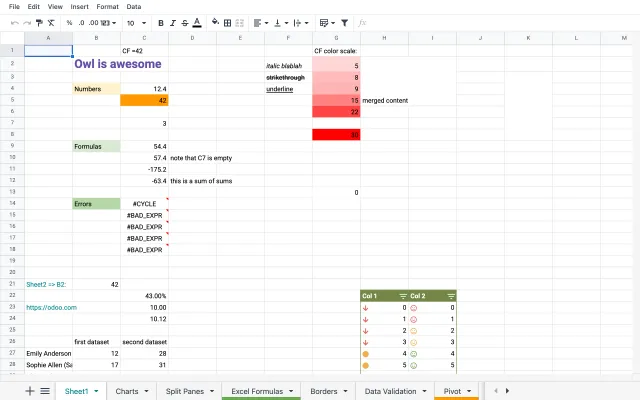 File Edit View Insert Format Data
% .0 .00 123 10 B I S A fx
A B C D E F G H I J K L M
1 CF =42 CF color scale:
2 Owl is awesome italic blablah 5
3 strikethrough 8
4 Numbers 12.4 underline 9
5 42 15 merged content
6 22
7 3
8 30
9 Formulas 54.4
10 57.4 note that C7 is empty
11 -175.2
12 -63.4 this is a sum of sums
13 0
14 Errors #CYCLE
15 #BAD_EXPR
16 #BAD_EXPR
17 #BAD_EXPR
18 #BAD_EXPR
19
20
21 Sheet2 => B2: 42
22 43.00% Col 1 Col 2
23 https://odoo.com 10.00 0 0
24 10.12 1 1
25 2 2
26 first dataset second dataset 3 3
27 Emily Anderson 12 28 4 4
28 Sophie Allen (Sa 17 31 5 5
Sheet1 Charts Split Panes Excel Formulas Borders Data Validation Pivot